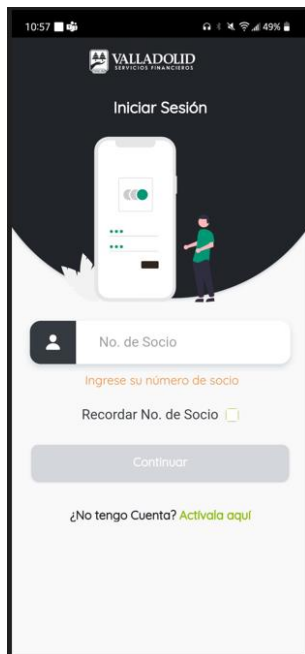 10:57 49%
VALLADOLID
SERVICIOS FINANCIEROS
Iniciar Sesión
No. de Socio
Ingrese su número de socio
Recordar No. de Socio
Continuar
¿No tengo Cuenta? Actívala aquí